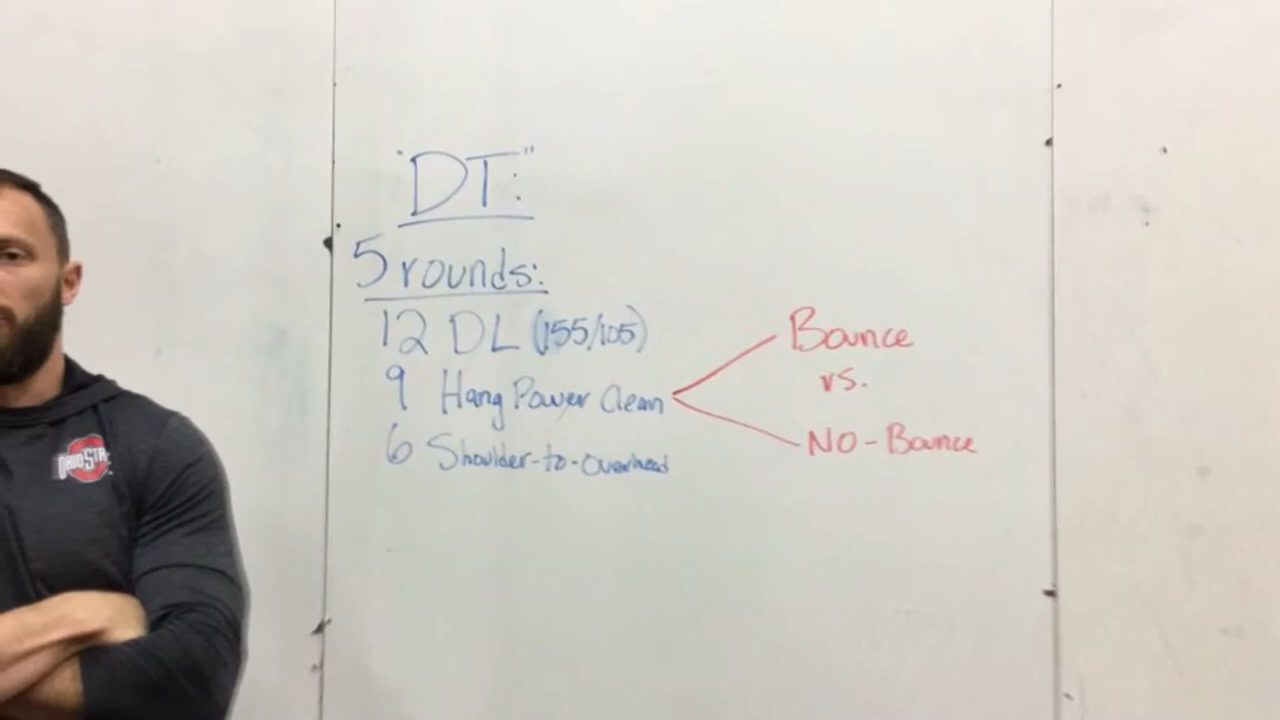 "DT:"
5 rounds:
12 DL (155/105)
9 Hang Power Clean
6 Shoulder-to-overhead
Bounce
vs.
NO-Bounce
OHIO STATE